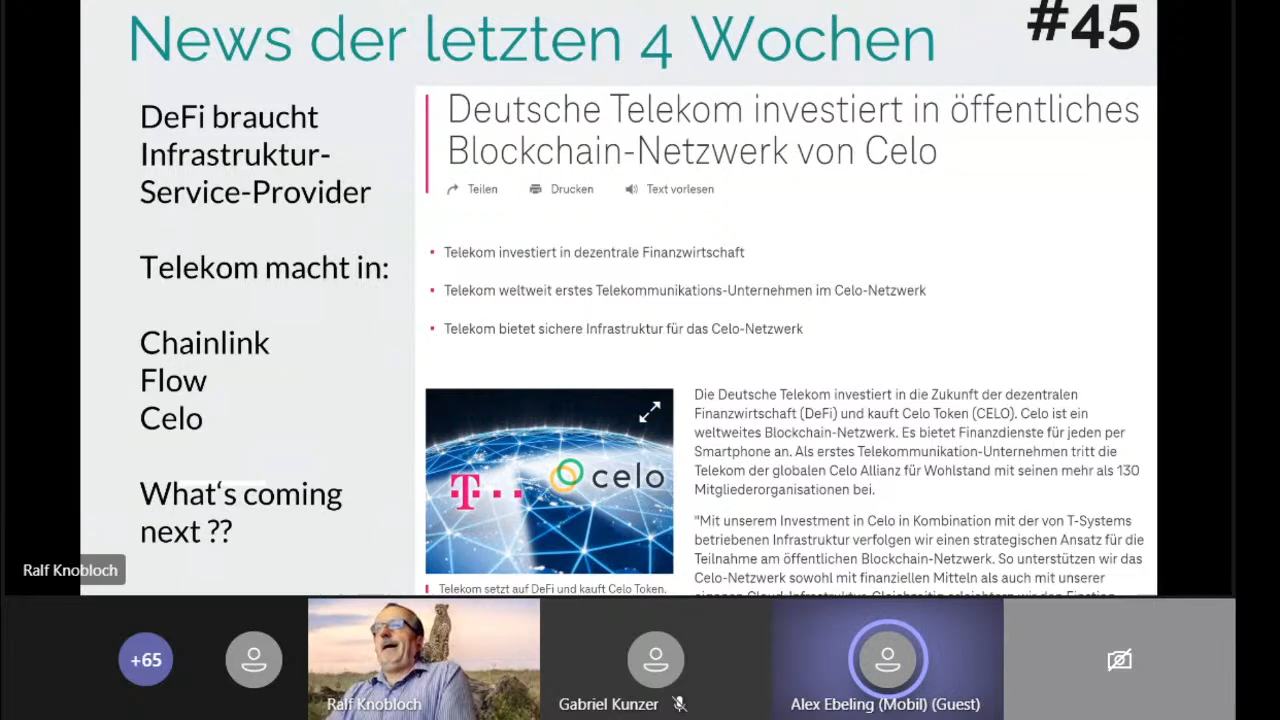 News der letzten 4 Wochen
#45
DeFi braucht
Infrastruktur-
Service-Provider
Telekom macht in:
Chainlink
Flow
Celo
What's coming
next ??
Deutsche Telekom investiert in öffentliches
Blockchain-Netzwerk von Celo
Teilen Drucken Text vorlesen
Telekom investiert in dezentrale Finanzwirtschaft
Telekom weltweit erstes Telekommunikations-Unternehmen im Celo-Netzwerk
Telekom bietet sichere Infrastruktur für das Celo-Netzwerk
T
celo
Telekom setzt auf DeFi und kauft Celo Token.
Die Deutsche Telekom investiert in die Zukunft der dezentralen
Finanzwirtschaft (DeFi) und kauft Celo Token (CELO). Celo ist ein
weltweites Blockchain-Netzwerk. Es bietet Finanzdienste für jeden per
Smartphone an. Als erstes Telekommunikation-Unternehmen tritt die
Telekom der globalen Celo Allianz für Wohlstand mit seinen mehr als 130
Mitgliederorganisationen bei.
"Mit unserem Investment in Celo in Kombination mit der von T-Systems
betriebenen Infrastruktur verfolgen wir einen strategischen Ansatz für die
Teilnahme am öffentlichen Blockchain-Netzwerk. So unterstützen wir das
Celo-Netzwerk sowohl mit finanziellen Mitteln als auch mit unserer
Ralf Knobloch
+65
Ralf Knobloch
Gabriel Kunzer
Alex Ebeling (Mobil) (Guest)